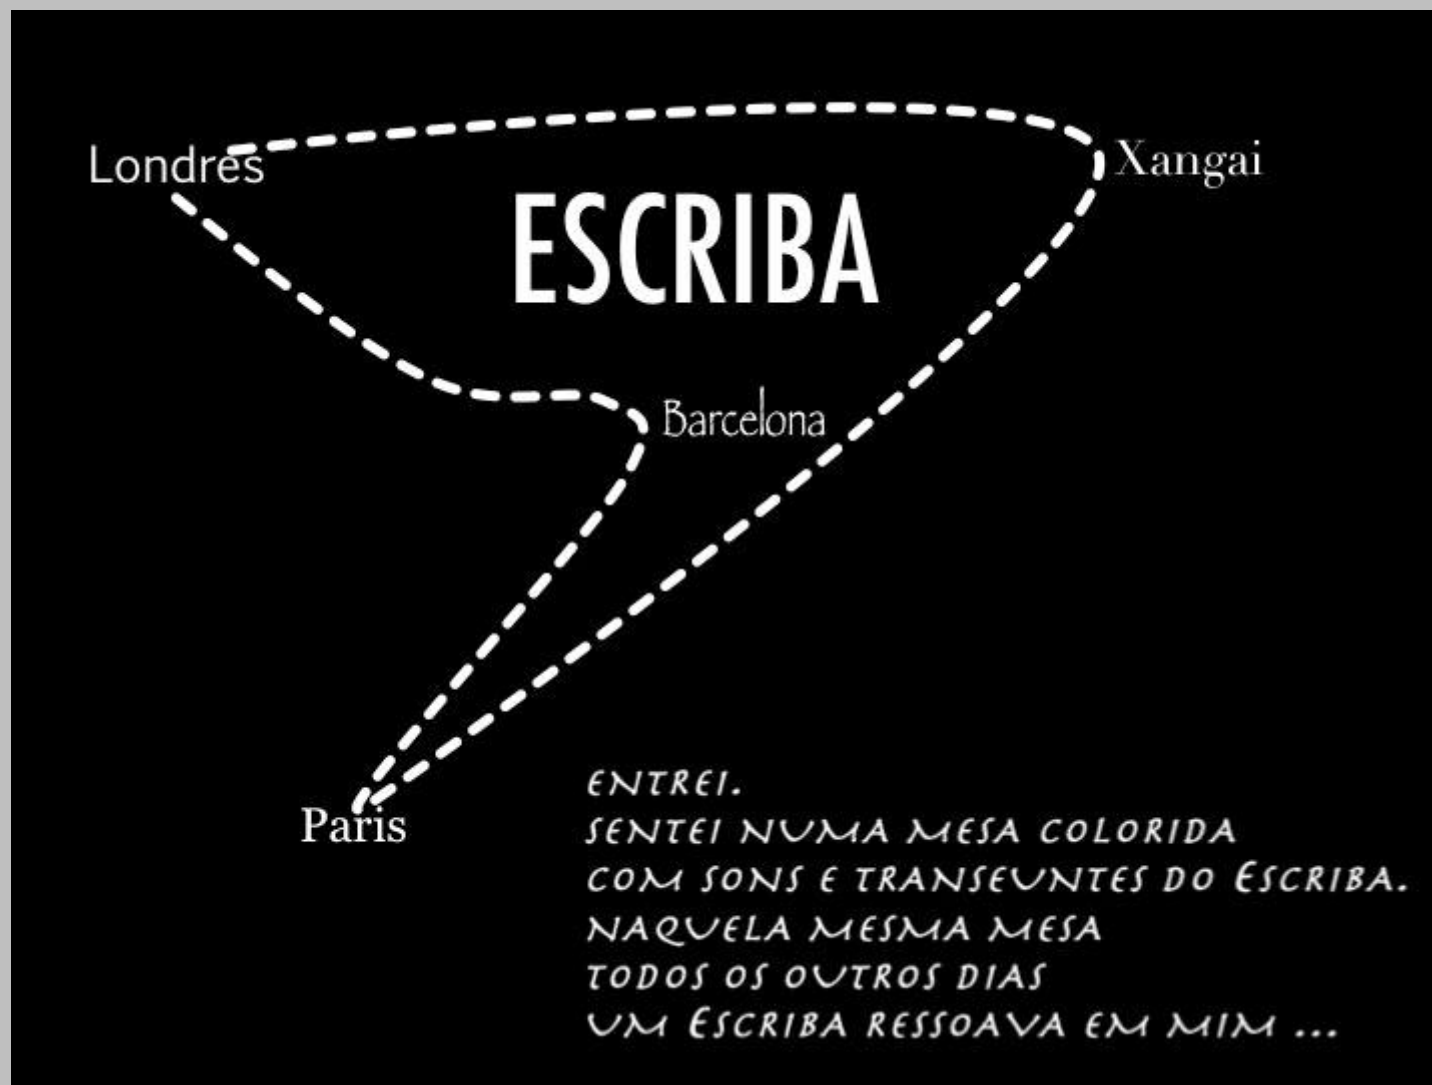 Londres
Xangai
ESCRIBA
Barcelona
Paris
ENTREI.
SENTEI NUMA MESA COLORIDA
COM SONS E TRANSEUNTES DO ESCRIBA.
NAQUELA MESMA MESA
TODOS OS OUTROS DIAS
UM ESCRIBA RESSOAVA EM MIM ...